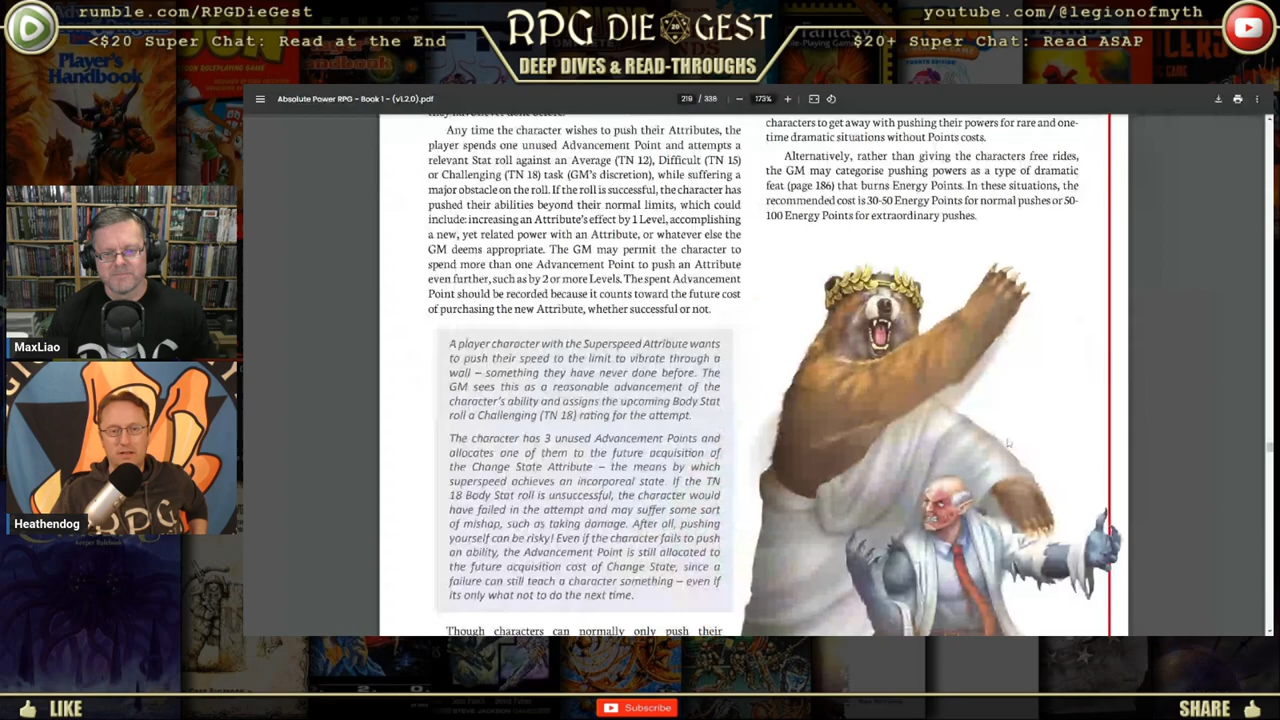 rumble.com/RPGDieGest
<$20 Super Chat: Read at the End
RPG DIE GEST
DEEP DIVES & READ-THROUGHS
youtube.com/@legionofmyth
$20+ Super Chat: Read ASAP
Player's
Handbook
Absolute Power RPG - Book 1 - (v1.2.0).pdf
219 / 338
173%
Any time the character wishes to push their Attributes, the
player spends one unused Advancement Point and attempts a
relevant Stat roll against an Average (TN 12), Difficult (TN 15)
or Challenging (TN 18) task (GM's discretion), while suffering a
major obstacle on the roll. If the roll is successful, the character has
pushed their abilities beyond their normal limits, which could
include: increasing an Attribute's effect by 1 Level, accomplishing
a new, yet related power with an Attribute, or whatever else the
GM deems appropriate. The GM may permit the character to
spend more than one Advancement Point to push an Attribute
even further, such as by 2 or more Levels. The spent Advancement
Point should be recorded because it counts toward the future cost
of purchasing the new Attribute, whether successful or not.
A player character with the Superspeed Attribute wants
to push their speed to the limit to vibrate through a
wall – something they have never done before. The
GM sees this as a reasonable advancement of the
character's ability and assigns the upcoming Body Stat
roll a Challenging (TN 18) rating for the attempt.
The character has 3 unused Advancement Points and
allocates one of them to the future acquisition of
the Change State Attribute – the means by which
superspeed achieves an incorporeal state. If the TN
18 Body Stat roll is unsuccessful, the character would
have failed in the attempt and may suffer some sort
of mishap, such as taking damage. After all, pushing
yourself can be risky! Even if the character fails to push
an ability, the Advancement Point is still allocated to
the future acquisition cost of Change State, since a
failure can still teach a character something – even if
its only what not to do the next time.
Though characters can normally only push their
characters to get away with pushing their powers for rare and one-
time dramatic situations without Points costs.
Alternatively, rather than giving the characters free rides,
the GM may categorise pushing powers as a type of dramatic
feat (page 186) that burns Energy Points. In these situations, the
recommended cost is 30-50 Energy Points for normal pushes or 50-
100 Energy Points for extraordinary pushes.
MaxLiao
Heathendog
LIKE
Subscribe
SHARE